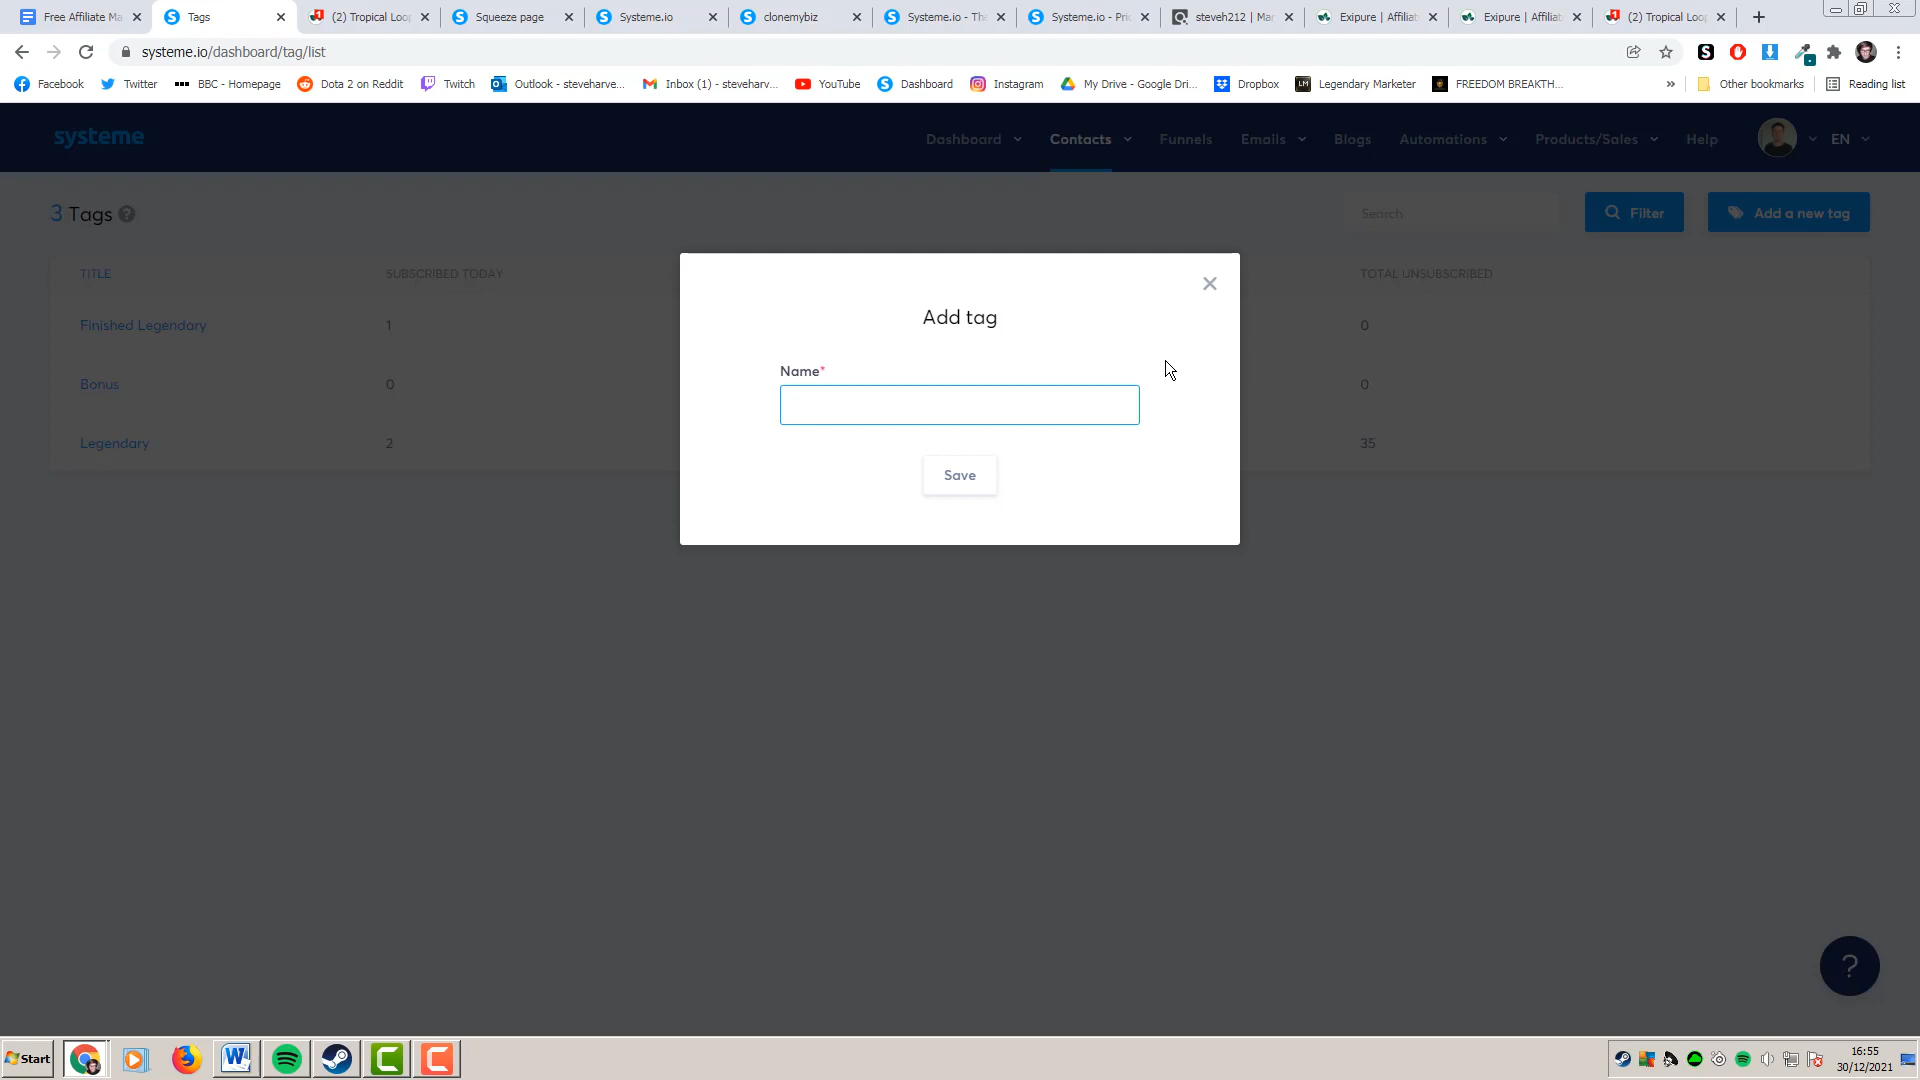 Free Affiliate Ma
Tags
(2) Tropical Loo
Squeeze page
Systeme.io
clonemybiz
Systeme.io - The
Systeme.io - Pric
steveh212 | Mar
Exipure | Affiliat
Exipure | Affiliat
(2) Tropical Loo
systeme.io/dashboard/tag/list
Facebook
Twitter
BBC - Homepage
Dota 2 on Reddit
Twitch
Outlook - steveharve...
Inbox (1) - steveharv...
YouTube
Dashboard
Instagram
My Drive - Google Dri...
Dropbox
Legendary Marketer
FREEDOM BREAKTH...
»
Other bookmarks
Reading list
systeme
Dashboard
Contacts
Funnels
Emails
Blogs
Automations
Products/Sales
Help
EN
3 Tags ?
Search
Filter
Add a new tag
TITLE
SUBSCRIBED TODAY
TOTAL UNSUBSCRIBED
Finished Legendary
1
0
Bonus
0
0
Legendary
2
35
Add tag
Name*
Save
?
Start
16:55
30/12/2021